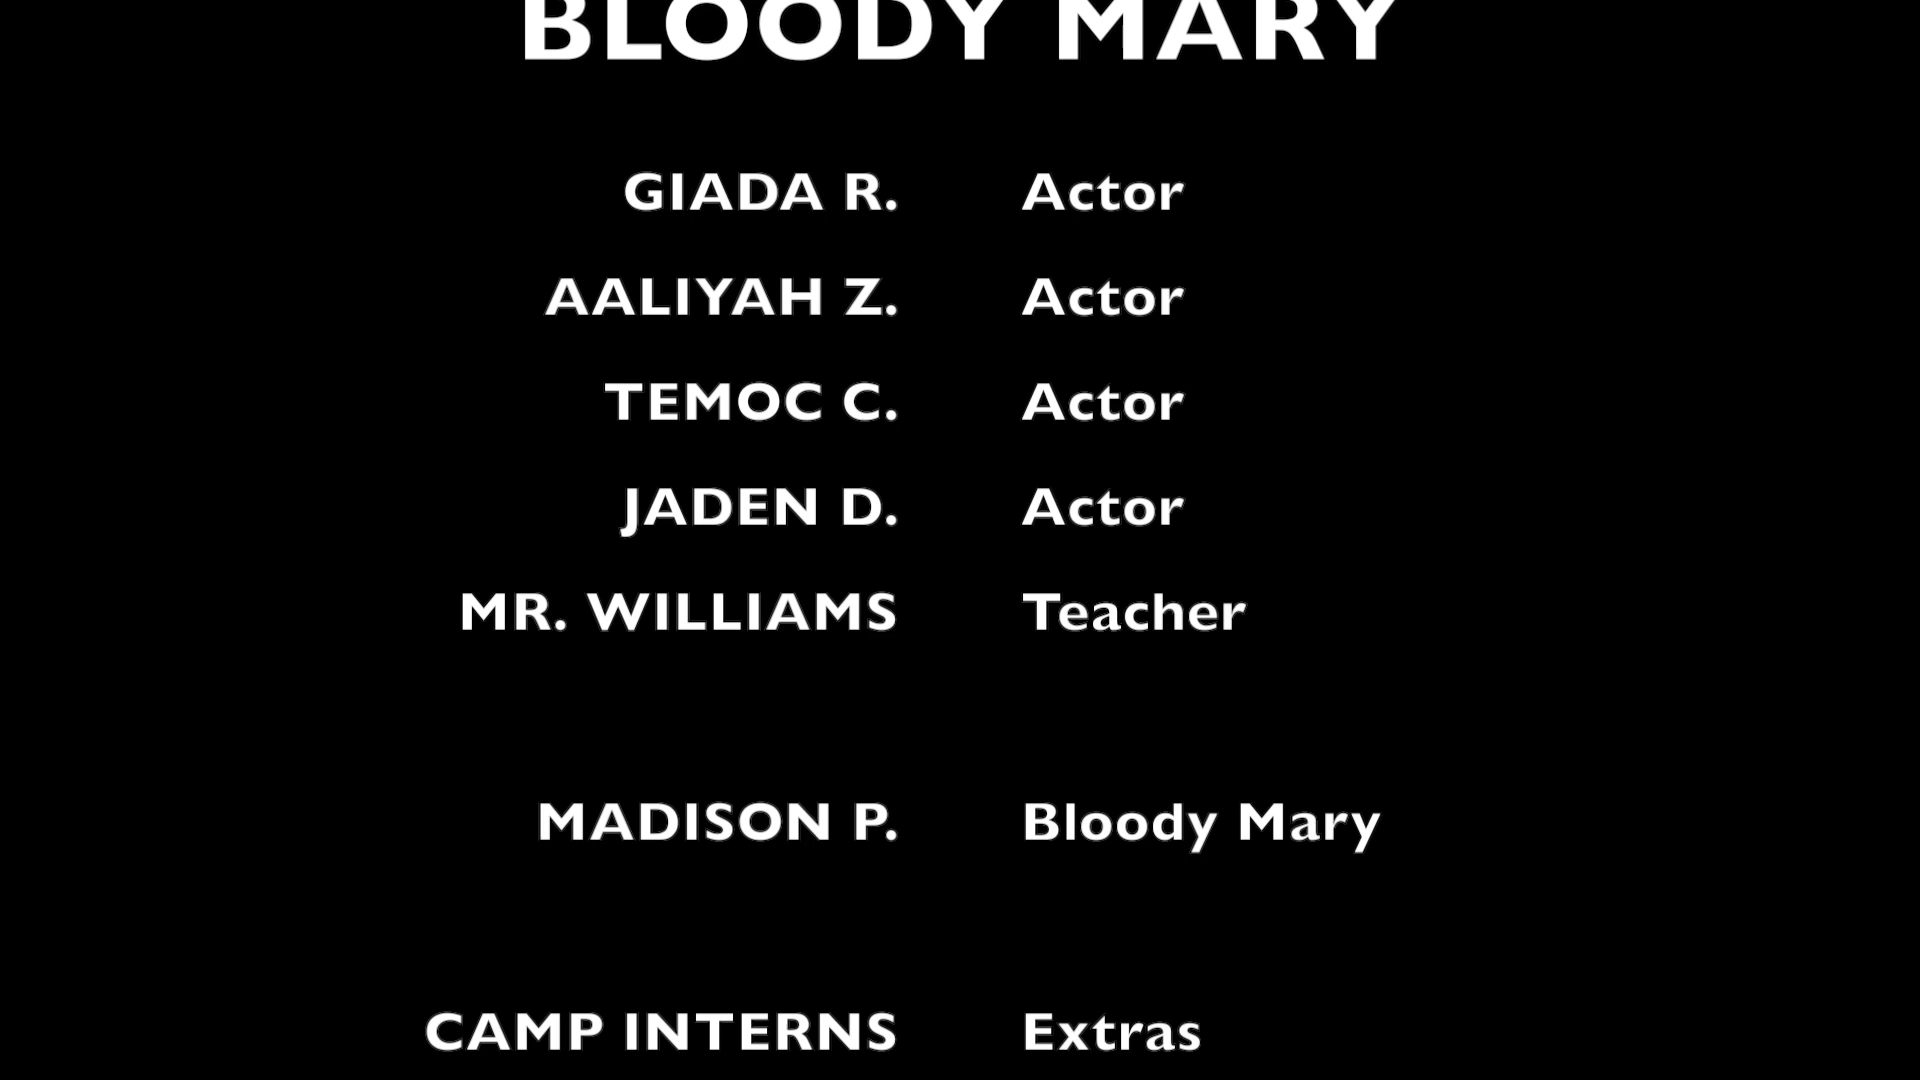 BLOODY MARY
GIADA R. Actor
AALIYAH Z. Actor
TEMOC C. Actor
JADEN D. Actor
MR. WILLIAMS Teacher
MADISON P. Bloody Mary
CAMP INTERNS Extras